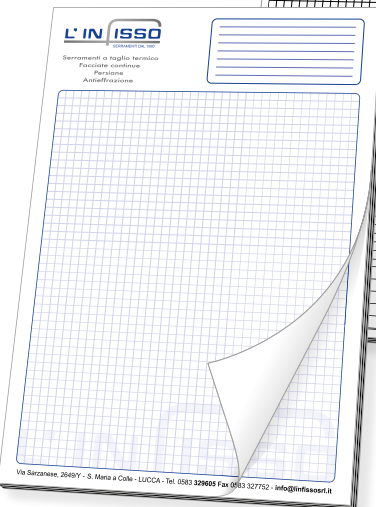 L'INFISSO
SERRAMENTI DAL 1980
Serramenti a taglio termico
Facciate continue
Persiane
Antieffrazione
Via Sarzanese, 2649/Y - S. Maria a Colle - LUCCA - Tel. 0583 329605 Fax 0583 327752 - info@linfissosrl.it